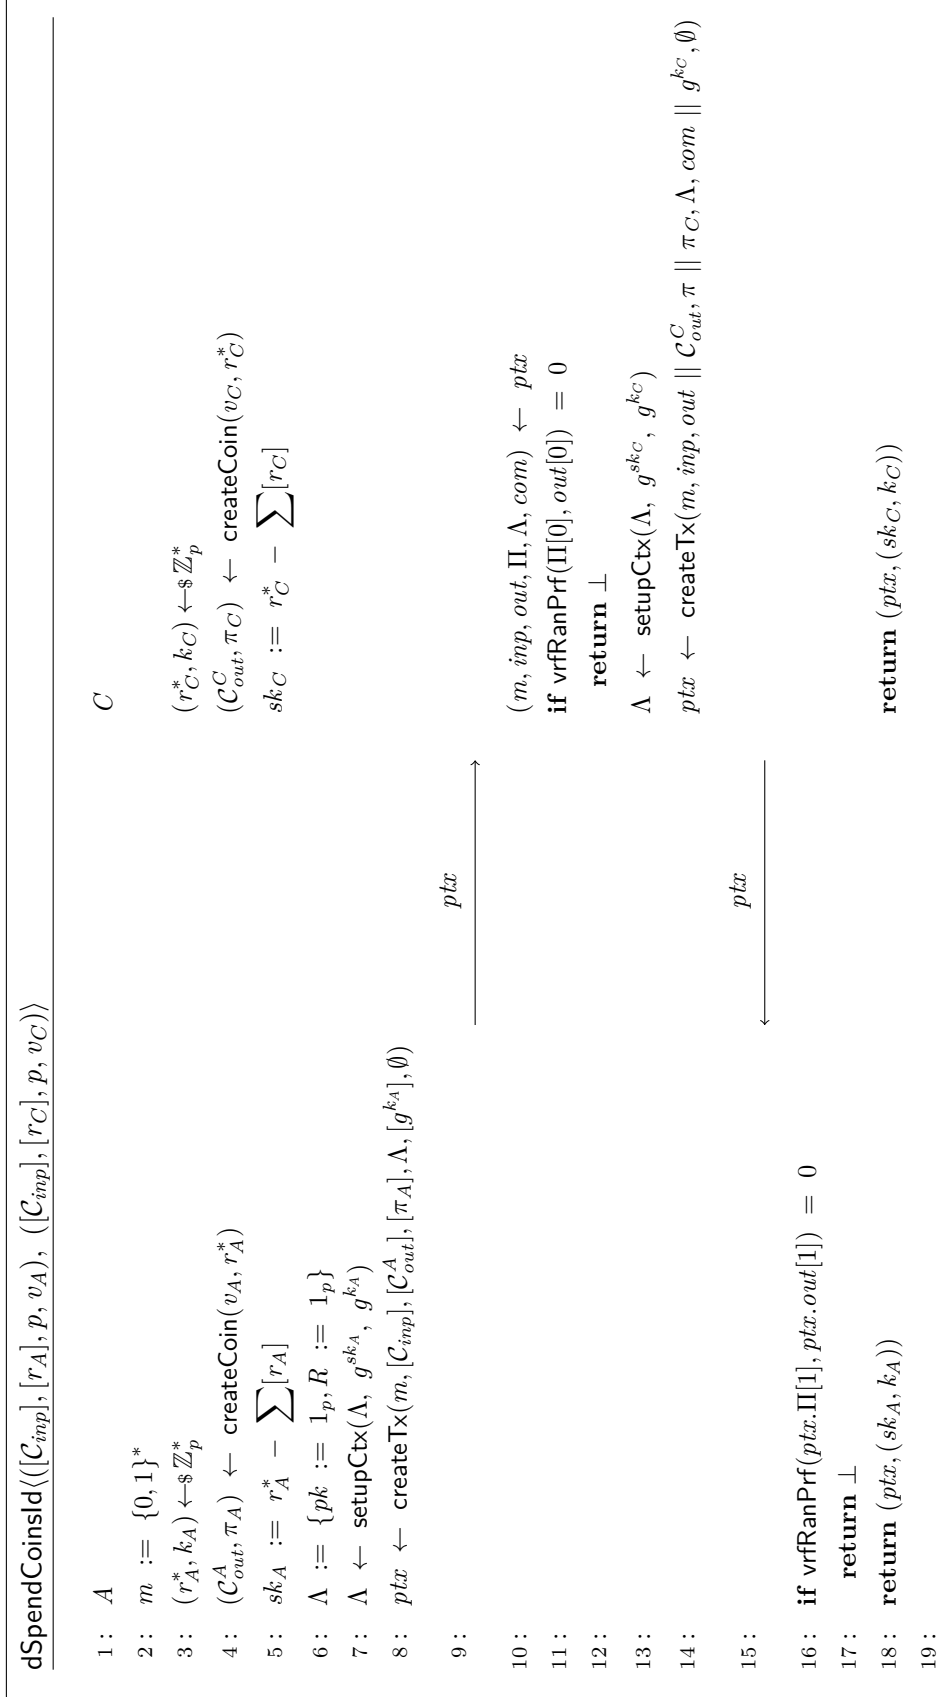 dSpendCoinsId⟨([𝒞_inp], [r_A], p, v_A), ([𝒞_inp], [r_C], p, v_C)⟩
1 : A C
2 : m := {0, 1}*
3 : (r*_A, k_A) ←$ ℤ*_p (r*_C, k_C) ←$ ℤ*_p
4 : (𝒞^A_out, π_A) ← createCoin(v_A, r*_A) (𝒞^C_out, π_C) ← createCoin(v_C, r*_C)
5 : sk_A := r*_A − ∑[r_A] sk_C := r*_C − ∑[r_C]
6 : Λ := {pk := 1_p, R := 1_p}
7 : Λ ← setupCtx(Λ, g^{sk_A}, g^{k_A})
8 : ptx ← createTx(m, [𝒞_inp], [𝒞^A_out], [π_A], Λ, [g^{k_A}], ∅)
9 : ptx
10 : (m, inp, out, Π, Λ, com) ← ptx
11 : if vrfRanPrf(Π[0], out[0]) = 0
12 : return ⊥
13 : Λ ← setupCtx(Λ, g^{sk_C}, g^{k_C})
14 : ptx ← createTx(m, inp, out || 𝒞^C_out, π || π_C, Λ, com || g^{k_C}, ∅)
15 : ptx
16 : if vrfRanPrf(ptx.Π[1], ptx.out[1]) = 0
17 : return ⊥
18 : return (ptx, (sk_A, k_A)) return (ptx, (sk_C, k_C))
19 :